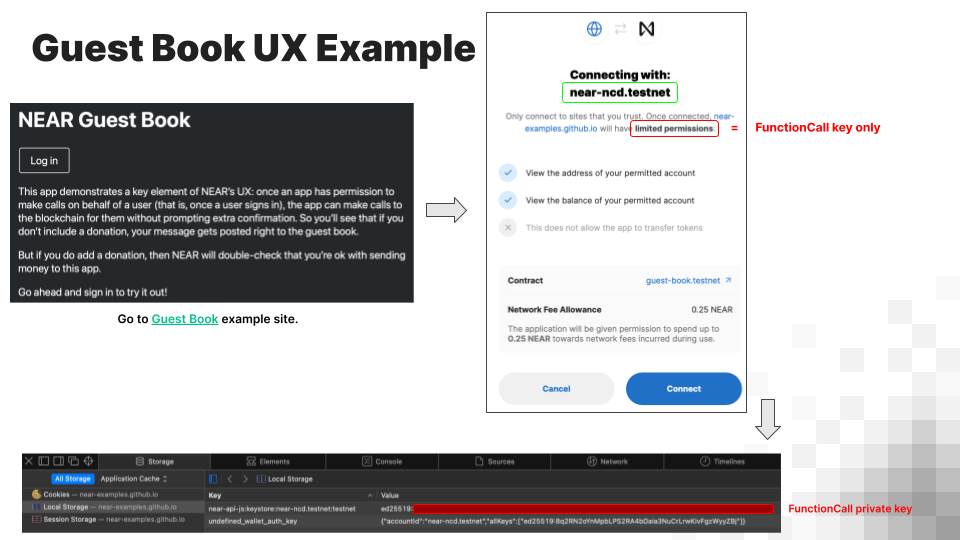 Guest Book UX Example
NEAR Guest Book
Log in
This app demonstrates a key element of NEAR's UX: once an app has permission to
make calls on behalf of a user (that is, once a user signs in), the app can make calls to
the blockchain for them without prompting extra confirmation. So you'll see that if you
don't include a donation, your message gets posted right to the guest book.
But if you do add a donation, then NEAR will double-check that you're ok with sending
money to this app.
Go ahead and sign in to try it out!
Go to Guest Book example site.
Connecting with:
near-ncd.testnet
Only connect to sites that you trust. Once connected, near-
examples.github.io will have limited permissions:
= FunctionCall key only
View the address of your permitted account
View the balance of your permitted account
This does not allow the app to transfer tokens
Contract guest-book.testnet
Network Fee Allowance 0.25 NEAR
The application will be given permission to spend up to
0.25 NEAR towards network fees incurred during use.
Cancel Connect
Storage Elements Console Sources Network Timelines
All Storage Application Cache Local Storage
Cookies — near-examples.github.io
Local Storage — near-examples.github.io
Session Storage — near-examples.github.io
Key Value
near-api-js:keystore:near-ncd.testnet:testnet ed25519:
undefined_wallet_auth_key {"accountId":"near-ncd.testnet","allKeys":["ed25519:8q2RN2oYnMpbLPS2RA4bDaia3NuCrLrwKivFgzWyyZBj"]}
FunctionCall private key